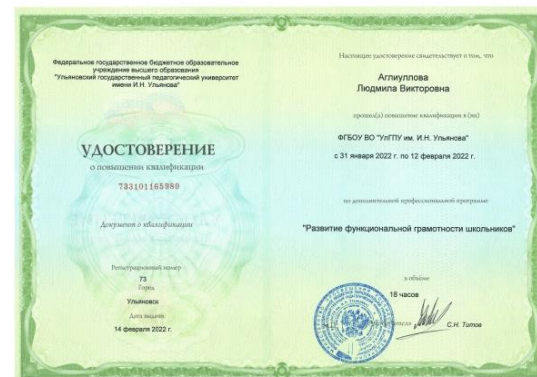 Федеральное государственное бюджетное образовательное
учреждение высшего образования
"Ульяновский государственный педагогический университет
имени И.Н. Ульянова"
УДОСТОВЕРЕНИЕ
о повышении квалификации
733101165980
Документ о квалификации
Регистрационный номер
73
Город
Ульяновск
Дата выдачи
14 февраля 2022 г.
Настоящее удостоверение свидетельствует о том, что
Аглиуллова
Людмила Викторовна
прошел(а) повышение квалификации в (на)
ФГБОУ ВО "УлГПУ им. И.Н. Ульянова"
с 31 января 2022 г. по 12 февраля 2022 г.
по дополнительной профессиональной программе
"Развитие функциональной грамотности школьников"
в объёме
18 часов
С.Н. Титов